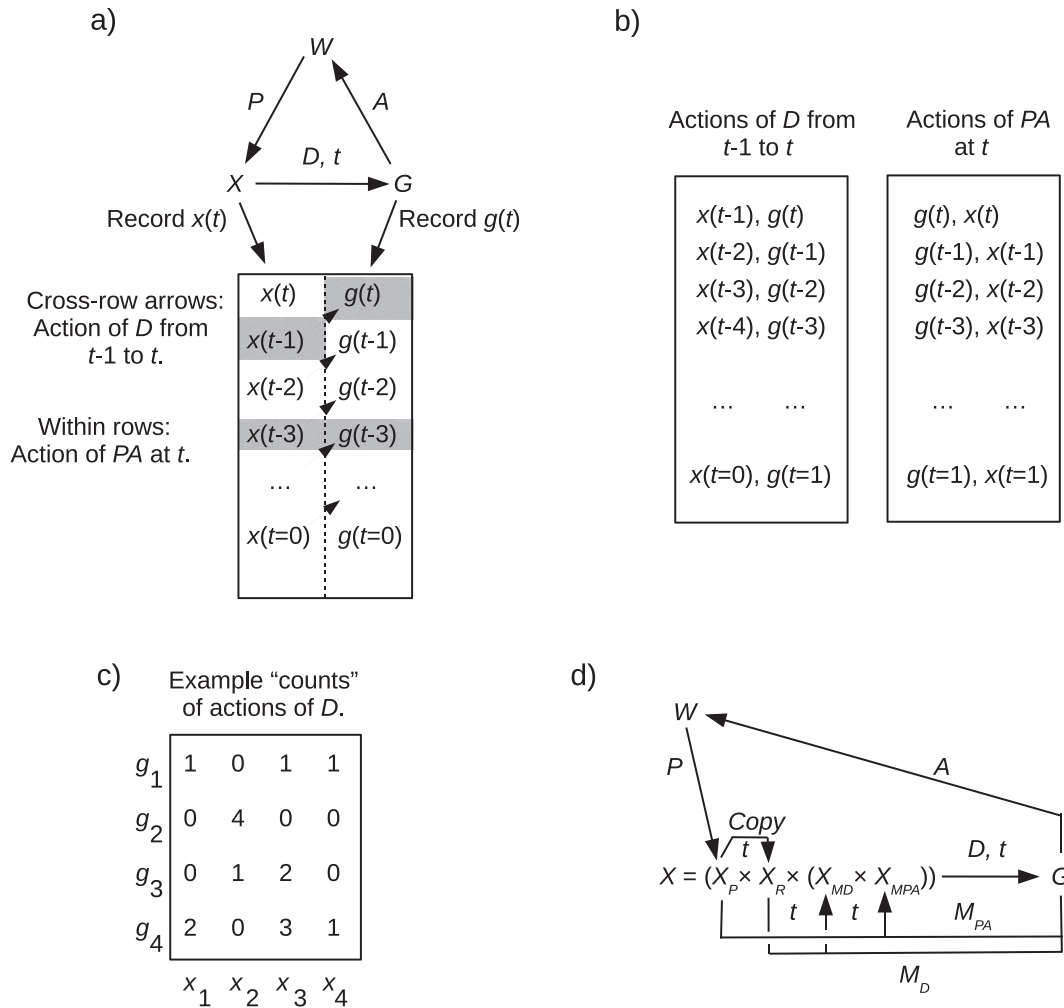 a)
W
P
A
D, t
X
G
Record x(t)
Record g(t)
Cross-row arrows:
Action of D from
t-1 to t.
Within rows:
Action of PA at t.
x(t) g(t)
x(t-1) g(t-1)
x(t-2) g(t-2)
x(t-3) g(t-3)
... ...
x(t=0) g(t=0)
b)
Actions of D from
t-1 to t
x(t-1), g(t)
x(t-2), g(t-1)
x(t-3), g(t-2)
x(t-4), g(t-3)
... ...
x(t=0), g(t=1)
Actions of PA
at t
g(t), x(t)
g(t-1), x(t-1)
g(t-2), x(t-2)
g(t-3), x(t-3)
... ...
g(t=1), x(t=1)
c)
Example “counts”
of actions of D.
g1 1 0 1 1
g2 0 4 0 0
g3 0 1 2 0
g4 2 0 3 1
x1 x2 x3 x4
d)
W
P
A
Copy
t
D, t
X = (XP × XR × (XMD × XMPA))
G
t t
MPA
MD